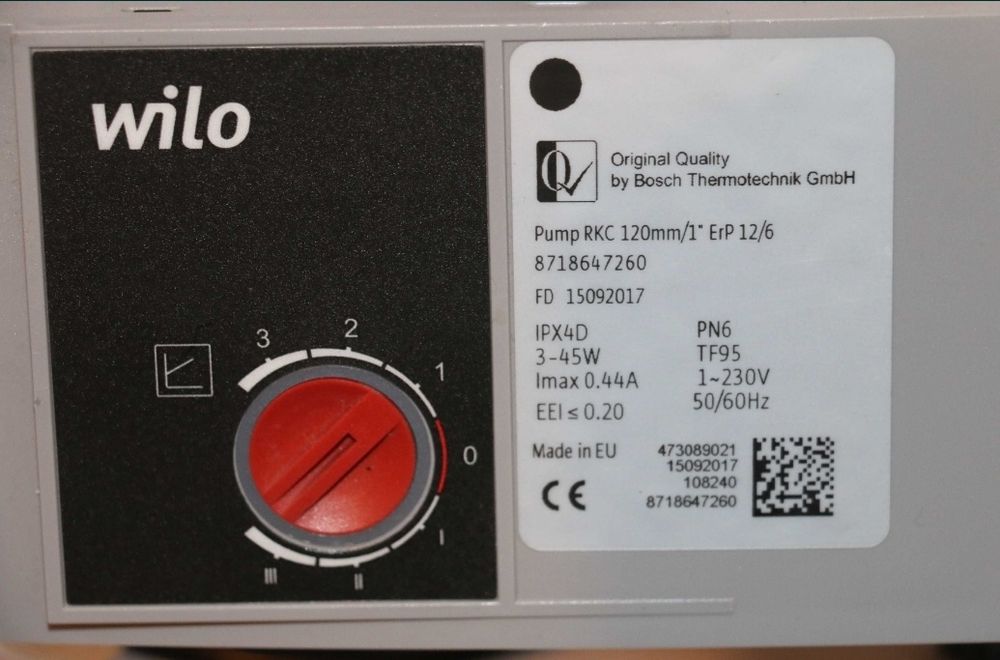 wilo
3
2
1
0
I
II
III
Original Quality
by Bosch Thermotechnik GmbH
Pump RKC 120mm/1" ErP 12/6
8718647260
FD 15092017
IPX4D PN6
3-45W TF95
Imax 0.44A 1~230V
EEI ≤ 0.20 50/60Hz
Made in EU 473089021
15092017
108240
CE 8718647260